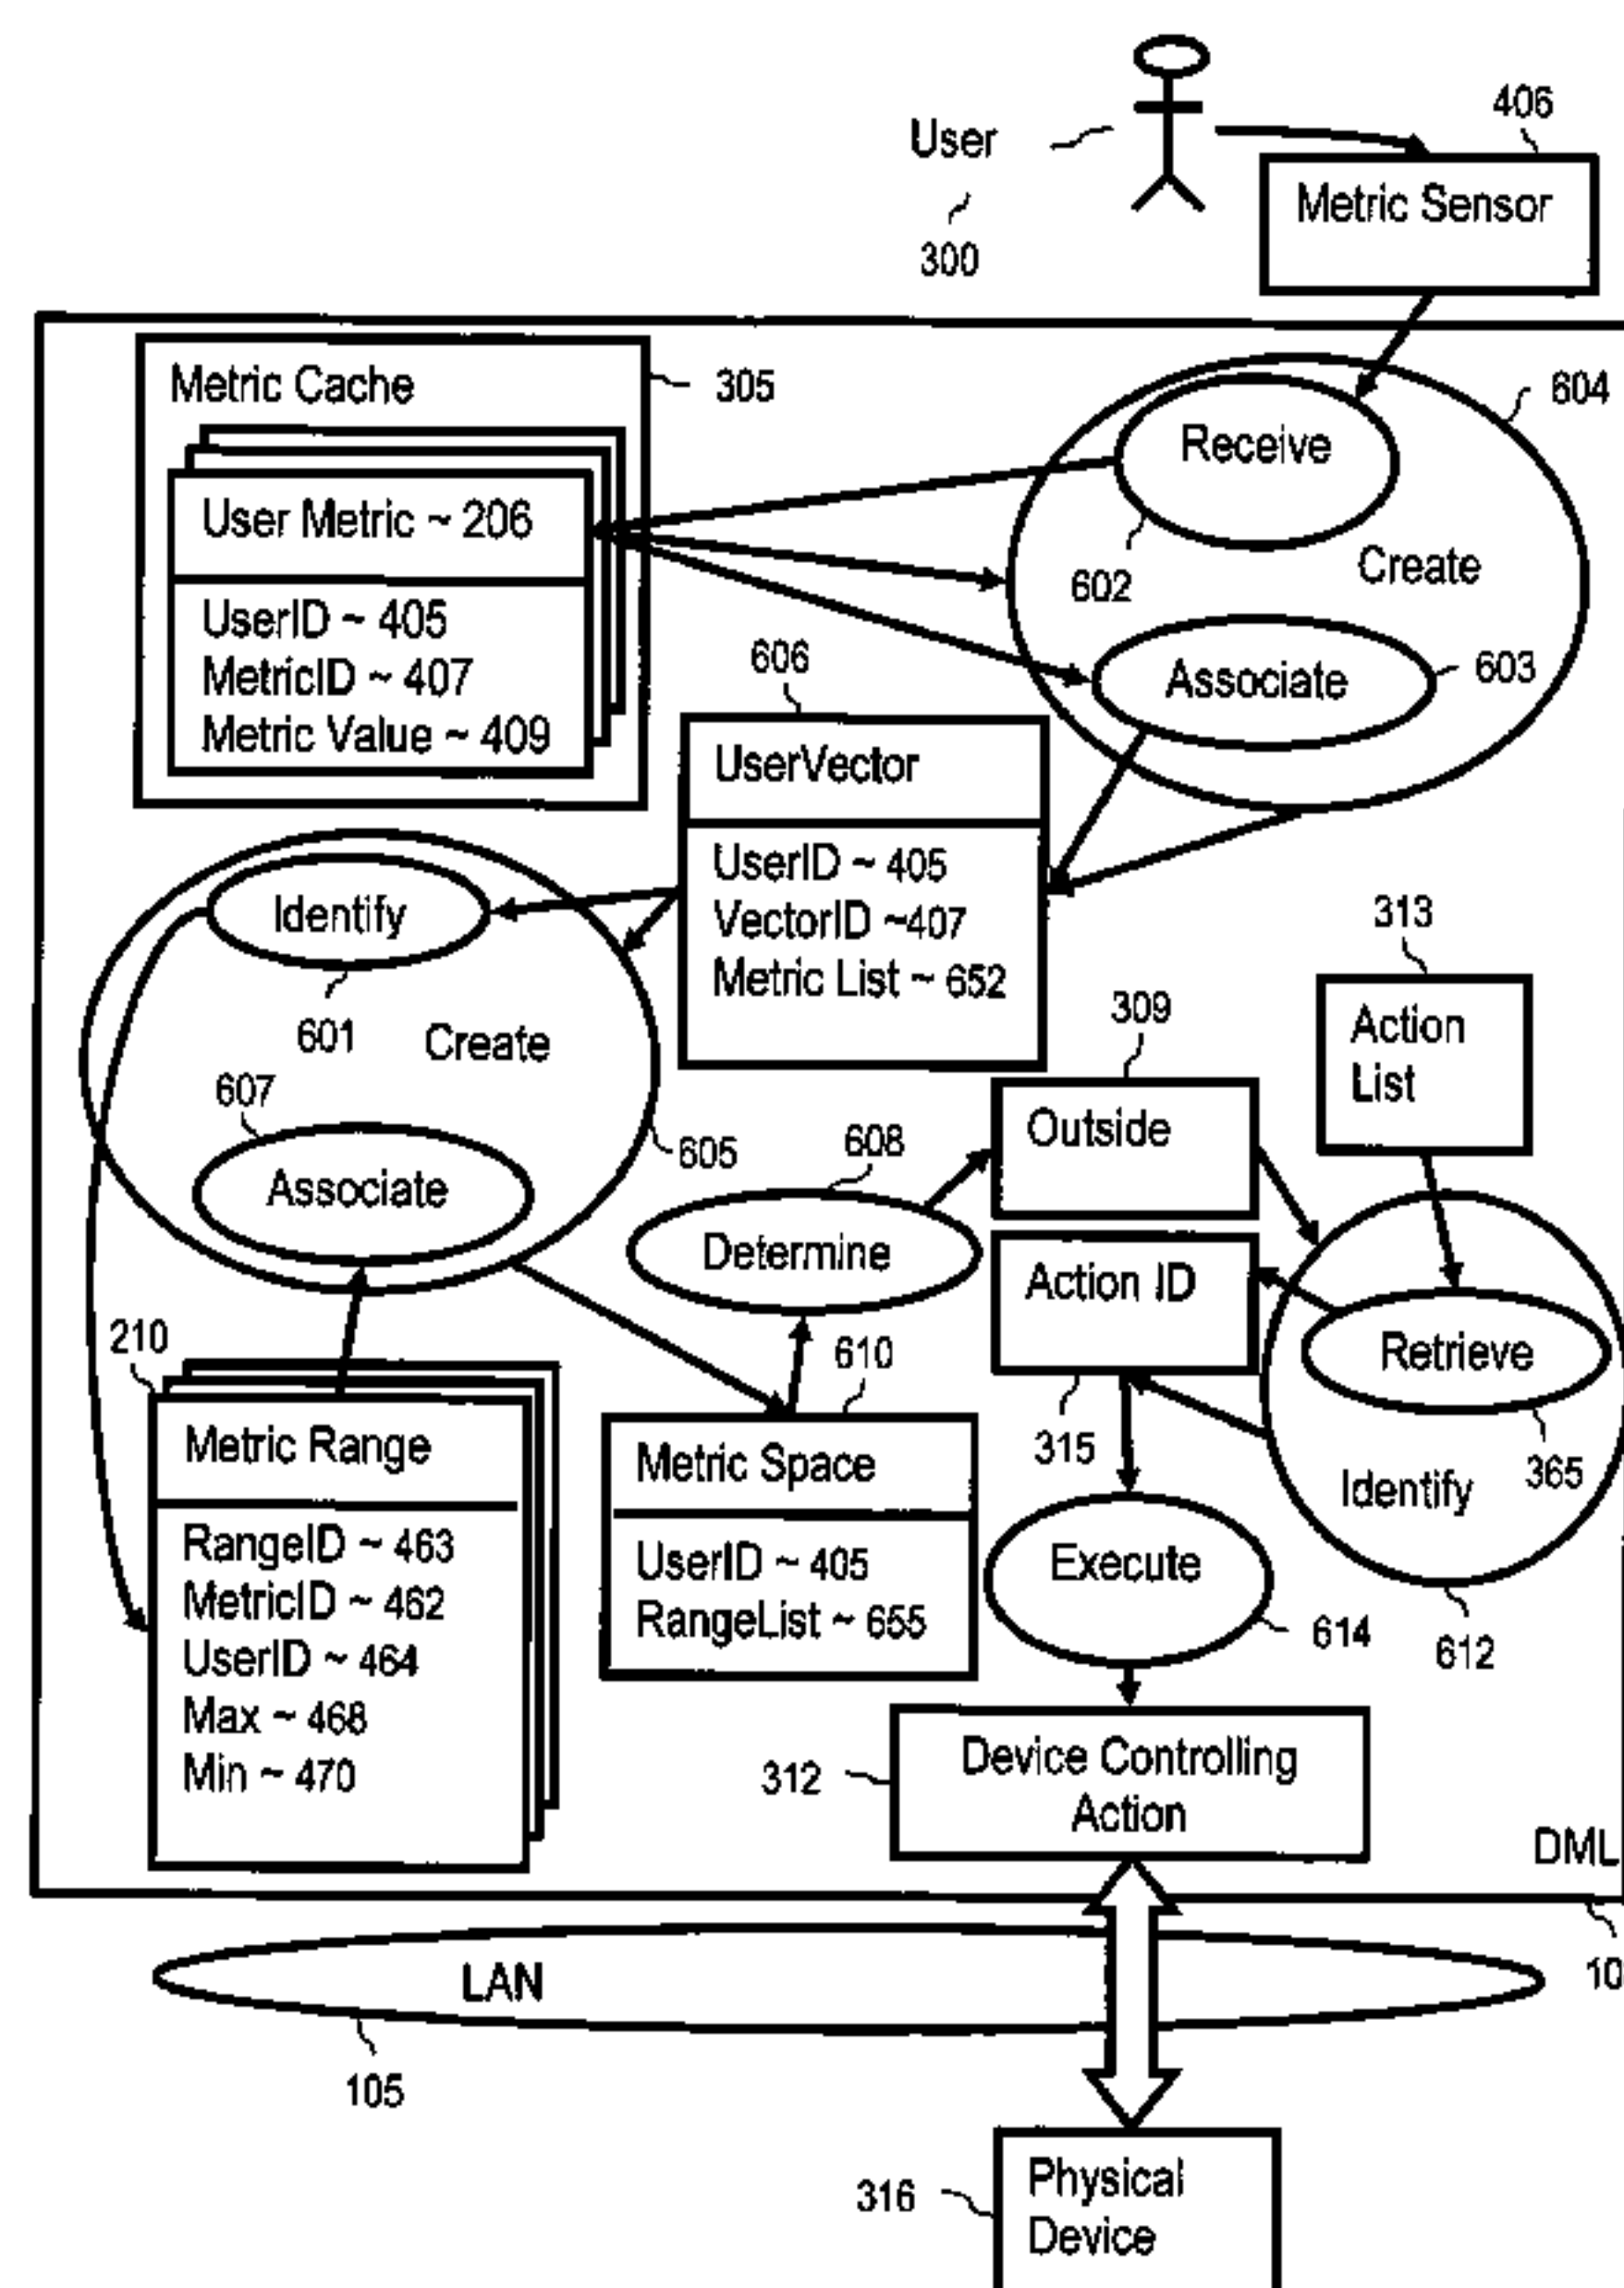 406
User
Metric Sensor
300
Metric Cache
305
604
Receive
User Metric ~ 206
602
Create
UserID ~ 405
MetricID ~ 407
Metric Value ~ 409
606
Associate
603
UserVector
UserID ~ 405
VectorID ~407
Metric List ~ 652
Identify
601
Create
313
309
Action
List
607
Associate
605
608
Outside
Determine
Action ID
Retrieve
210
610
315
365
Metric Range
Metric Space
Identify
RangeID ~ 463
MetricID ~ 462
UserID ~ 464
Max ~ 468
Min ~ 470
UserID ~ 405
RangeList ~ 655
Execute
614
612
312
Device Controlling
Action
DML
10
LAN
105
316
Physical
Device